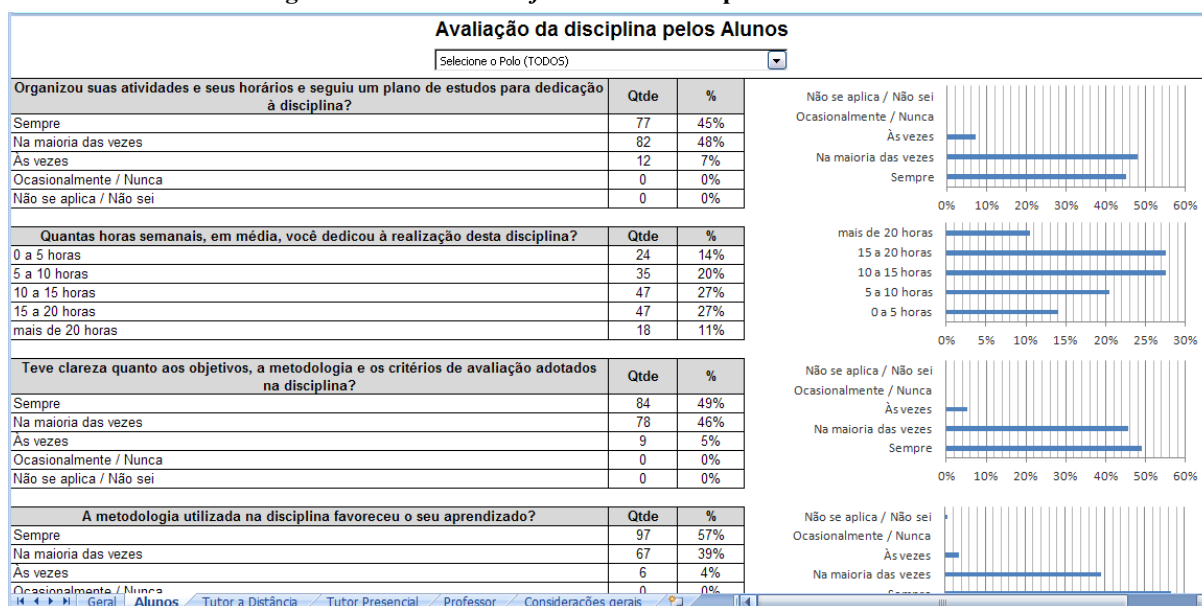 Avaliação da disciplina pelos Alunos
Selecione o Polo (TODOS)
Organizou suas atividades e seus horários e seguiu um plano de estudos para dedicação
à disciplina?
Qtde %
Sempre 77 45%
Na maioria das vezes 82 48%
Às vezes 12 7%
Ocasionalmente / Nunca 0 0%
Não se aplica / Não sei 0 0%
Não se aplica / Não sei
Ocasionalmente / Nunca
Às vezes
Na maioria das vezes
Sempre
0% 10% 20% 30% 40% 50% 60%
Quantas horas semanais, em média, você dedicou à realização desta disciplina? Qtde %
0 a 5 horas 24 14%
5 a 10 horas 35 20%
10 a 15 horas 47 27%
15 a 20 horas 47 27%
mais de 20 horas 18 11%
mais de 20 horas
15 a 20 horas
10 a 15 horas
5 a 10 horas
0 a 5 horas
0% 5% 10% 15% 20% 25% 30%
Teve clareza quanto aos objetivos, a metodologia e os critérios de avaliação adotados
na disciplina?
Qtde %
Sempre 84 49%
Na maioria das vezes 78 46%
Às vezes 9 5%
Ocasionalmente / Nunca 0 0%
Não se aplica / Não sei 0 0%
Não se aplica / Não sei
Ocasionalmente / Nunca
Às vezes
Na maioria das vezes
Sempre
0% 10% 20% 30% 40% 50% 60%
A metodologia utilizada na disciplina favoreceu o seu aprendizado? Qtde %
Sempre 97 57%
Na maioria das vezes 67 39%
Às vezes 6 4%
Ocasionalmente / Nunca 0 0%
Não se aplica / Não sei
Ocasionalmente / Nunca
Às vezes
Na maioria das vezes
Sempre
Geral Alunos Tutor a Distância Tutor Presencial Professor Considerações gerais